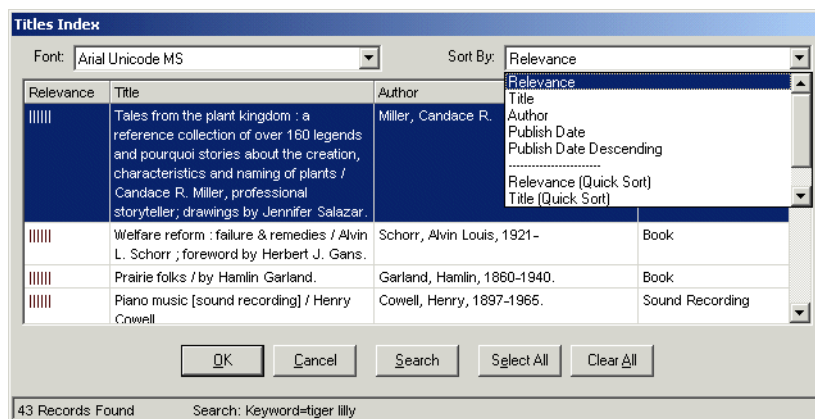 Titles Index
Font: Arial Unicode MS Sort By: Relevance
Relevance Title Author
Relevance
Title
Author
Publish Date
Publish Date Descending
------------------------
Relevance (Quick Sort)
Title (Quick Sort)
Tales from the plant kingdom : a Miller, Candace R.
reference collection of over 160 legends
and pourquoi stories about the creation,
characteristics and naming of plants /
Candace R. Miller, professional
storyteller; drawings by Jennifer Salazar.
Welfare reform : failure & remedies / Alvin Schorr, Alvin Louis, 1921- Book
L. Schorr ; foreword by Herbert J. Gans.
Prairie folks / by Hamlin Garland. Garland, Hamlin, 1860-1940. Book
Piano music [sound recording] / Henry Cowell, Henry, 1897-1965. Sound Recording
Cowell
OK Cancel Search Select All Clear All
43 Records Found Search: Keyword=tiger lilly